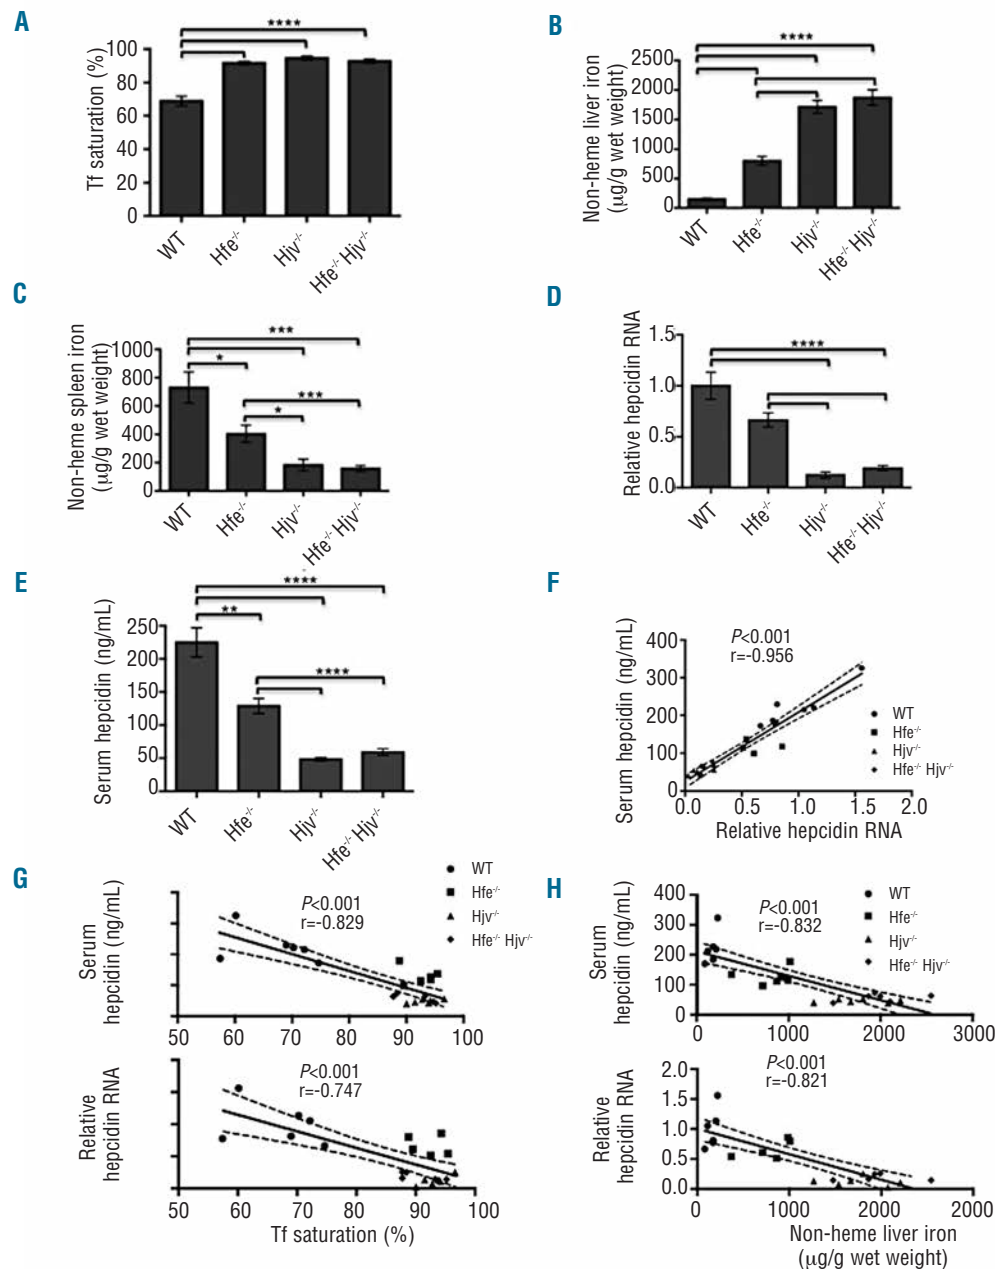 A
Tf saturation (%)
****
100
80
60
40
20
0
WT
Hfe-/-
Hjv-/-
Hfe-/- Hjv-/-
B
Non-heme liver iron
(μg/g wet weight)
****
2500
2000
1500
1000
500
0
WT
Hfe-/-
Hjv-/-
Hfe-/- Hjv-/-
C
Non-heme spleen iron
(μg/g wet weight)
***
*
***
*
1000
800
600
400
200
0
WT
Hfe-/-
Hjv-/-
Hfe-/- Hjv-/-
D
Relative hepcidin RNA
****
1.5
1.0
0.5
0.0
WT
Hfe-/-
Hjv-/-
Hfe-/- Hjv-/-
E
Serum hepcidin (ng/mL)
****
**
****
250
200
150
100
50
0
WT
Hfe-/-
Hjv-/-
Hfe-/- Hjv-/-
F
Serum hepcidin (ng/mL)
P<0.001
r=-0.956
400
300
200
100
0
0.0 0.5 1.0 1.5 2.0
Relative hepcidin RNA
WT
Hfe-/-
Hjv-/-
Hfe-/- Hjv-/-
G
WT
Hfe-/-
Hjv-/-
Hfe-/- Hjv-/-
Serum
hepcidin (ng/mL)
P<0.001
r=-0.829
50 60 70 80 90 100
Relative
hepcidin RNA
P<0.001
r=-0.747
50 60 70 80 90 100
Tf saturation (%)
H
Serum
hepcidin (ng/mL)
P<0.001
r=-0.832
WT
Hfe-/-
Hjv-/-
Hfe-/- Hjv-/-
400
300
200
100
0
0 1000 2000 3000
Relative
hepcidin RNA
P<0.001
r=-0.821
2.0
1.5
1.0
0.5
0.0
0 1000 2000 2000
Non-heme liver iron
(μg/g wet weight)